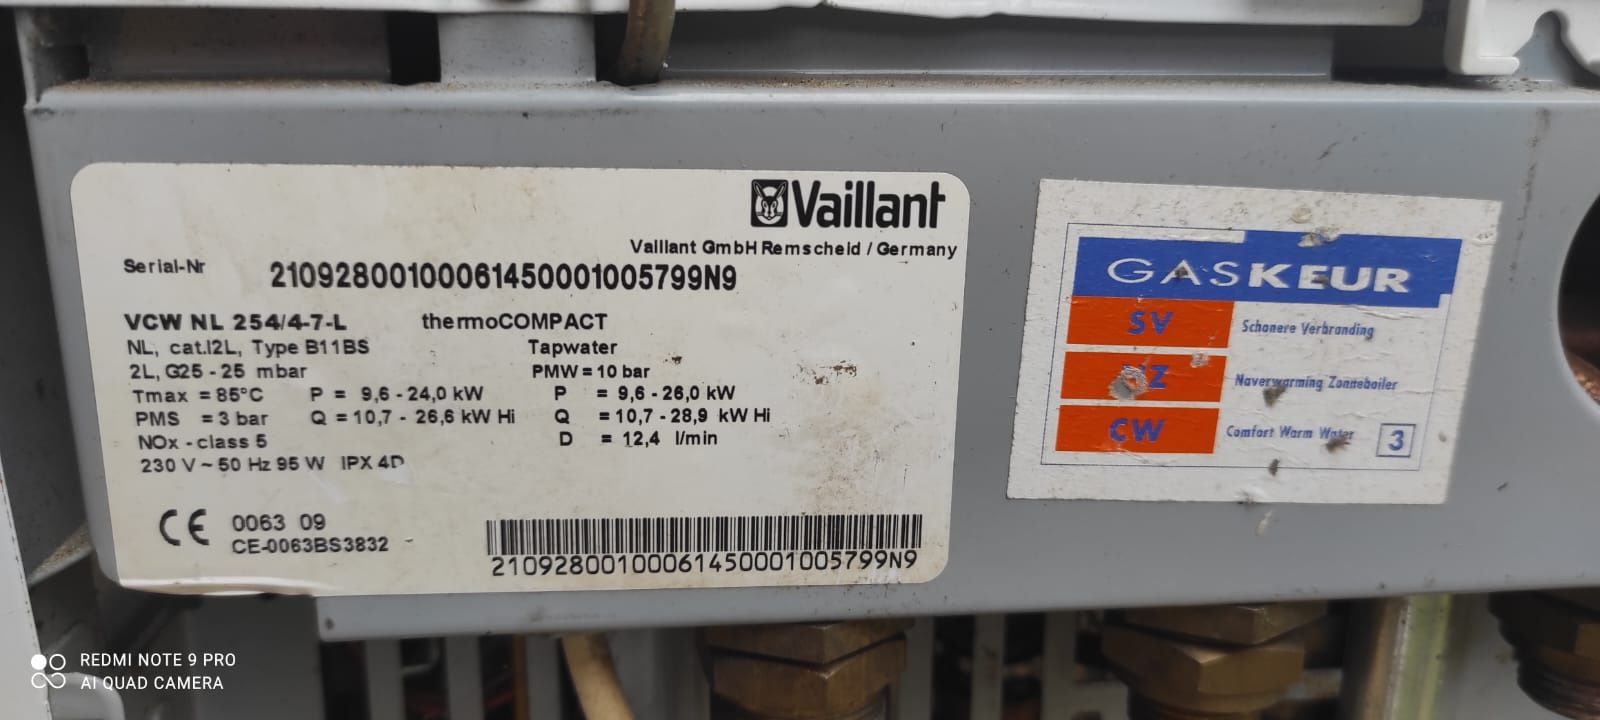 Vaillant
Vaillant GmbH Remscheid / Germany
Serial-Nr 21092800100061450001005799N9
VCW NL 254/4-7-L thermoCOMPACT
NL, cat.I2L, Type B11BS Tapwater
2L, G25 - 25 mbar PMW = 10 bar
Tmax = 85°C P = 9,6 - 24,0 kW P = 9,6 - 26,0 kW
PMS = 3 bar Q = 10,7 - 26,6 kW Hi Q = 10,7 - 28,9 kW Hi
NOx - class 5 D = 12,4 l/min
230 V ~ 50 Hz 95 W IPX 4D
CE 0063 09
CE-0063BS3832
21092800100061450001005799N9
GASKEUR
SV Schonere Verbranding
NZ Naverwarming Zonneboiler
CW Comfort Warm Water 3
REDMI NOTE 9 PRO
AI QUAD CAMERA